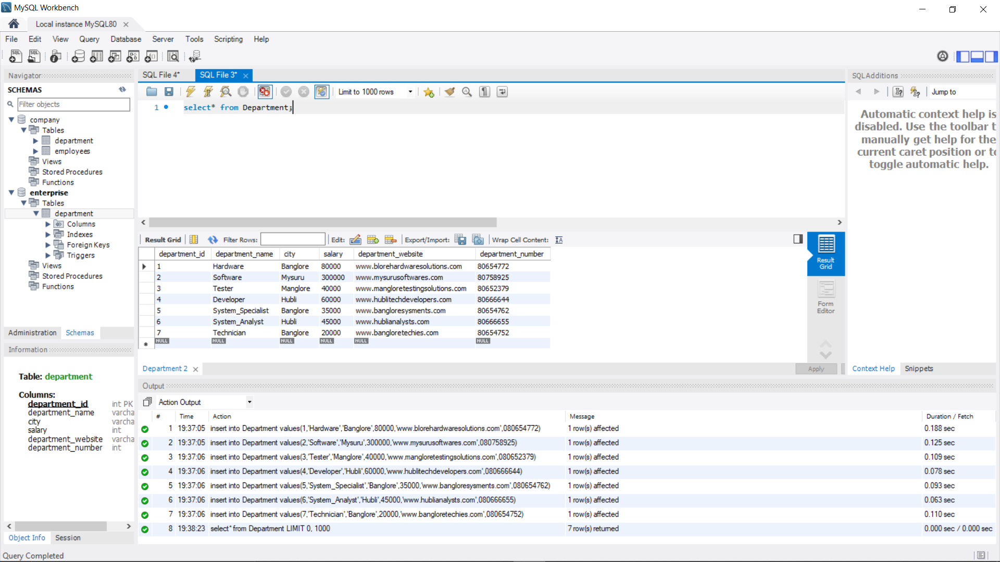 MySQL Workbench
Local instance MySQL80
File Edit View Query Database Server Tools Scripting Help
Navigator
SCHEMAS
Filter objects
company
Tables
department
employees
Views
Stored Procedures
Functions
enterprise
Tables
department
Columns
Indexes
Foreign Keys
Triggers
Views
Stored Procedures
Functions
Administration Schemas
Information
Table: department
Columns:
department_id int PK
department_name varcha
city varcha
salary int
department_website varcha
department_number int
Object Info Session
Query Completed
SQL File 4* SQL File 3*
Limit to 1000 rows
1 select* from Department;
Result Grid Filter Rows: Edit: Export/Import: Wrap Cell Content:
department_id department_name city salary department_website department_number
1 Hardware Banglore 80000 www.blorehardwaresolutions.com 80654772
2 Software Mysuru 300000 www.mysurusoftwares.com 80758925
3 Tester Manglore 40000 www.mangloretestingsolutions.com 80652379
4 Developer Hubli 60000 www.hublitechdevelopers.com 80666644
5 System_Specialist Banglore 35000 www.bangloresysments.com 80654762
6 System_Analyst Hubli 45000 www.hublianalysts.com 80666655
7 Technician Banglore 20000 www.bangloretechies.com 80654752
NULL NULL NULL NULL NULL NULL
Result Grid
Form Editor
Department 2
Apply
SQLAdditions
Jump to
Automatic context help is
disabled. Use the toolbar t
manually get help for the
current caret position or to
toggle automatic help.
Context Help Snippets
Output
Action Output
# Time Action Message Duration / Fetch
1 19:37:05 insert into Department values(1,'Hardware','Banglore',80000,'www.blorehardwaresolutions.com',080654772) 1 row(s) affected 0.188 sec
2 19:37:05 insert into Department values(2,'Software','Mysuru',300000,'www.mysurusoftwares.com',080758925) 1 row(s) affected 0.125 sec
3 19:37:06 insert into Department values(3,'Tester','Manglore',40000,'www.mangloretestingsolutions.com',080652379) 1 row(s) affected 0.109 sec
4 19:37:06 insert into Department values(4,'Developer','Hubli',60000,'www.hublitechdevelopers.com',080666644) 1 row(s) affected 0.078 sec
5 19:37:06 insert into Department values(5,'System_Specialist','Banglore',35000,'www.bangloresysments.com',080654762) 1 row(s) affected 0.093 sec
6 19:37:06 insert into Department values(6,'System_Analyst','Hubli',45000,'www.hublianalysts.com',080666655) 1 row(s) affected 0.063 sec
7 19:37:06 insert into Department values(7,'Technician','Banglore',20000,'www.bangloretechies.com',080654752) 1 row(s) affected 0.110 sec
8 19:38:23 select* from Department LIMIT 0, 1000 7 row(s) returned 0.000 sec / 0.000 sec